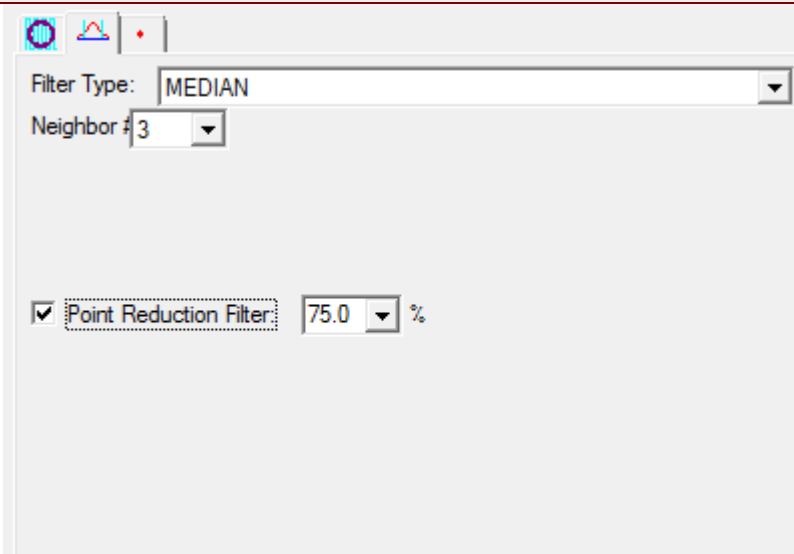 Filter Type: MEDIAN
Neighbor # 3
Point Reduction Filter: 75.0 %